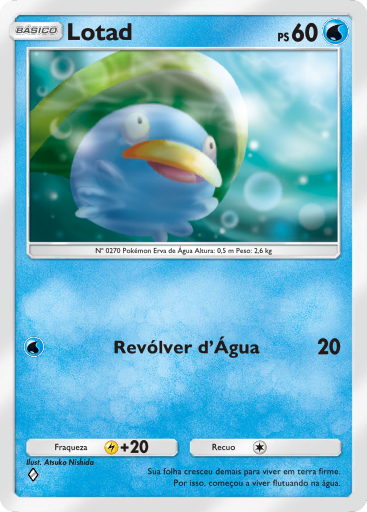 BÁSICO Lotad PS 60
Nº 0270 Pokémon Erva de Água Altura: 0,5 m Peso: 2,6 kg
Revólver d'Água 20
Fraqueza +20 Recuo
Ilust. Atsuko Nishida
Sua folha cresceu demais para viver em terra firme.
Por isso, começou a viver flutuando na água.